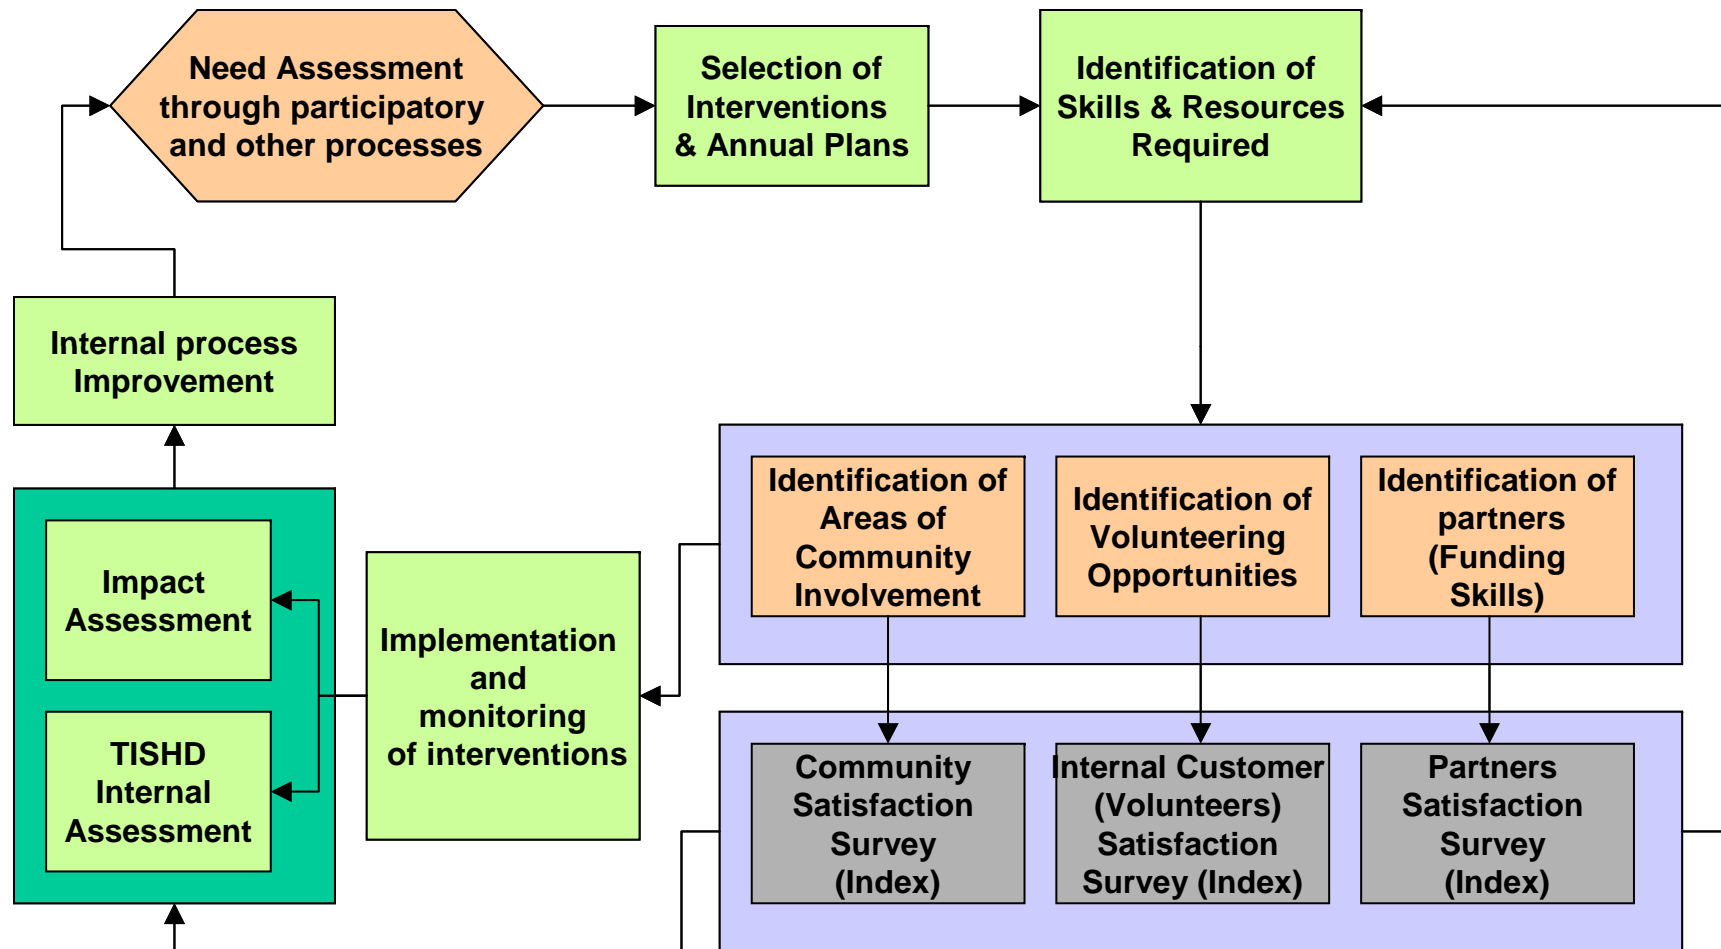 Need Assessment
through participatory
and other processes
Selection of
Interventions
& Annual Plans
Identification of
Skills & Resources
Required
Internal process
Improvement
Identification of
Areas of
Community
Involvement
Identification of
Volunteering
Opportunities
Identification of
partners
(Funding
Skills)
Impact
Assessment
Implementation
and
monitoring
of interventions
TISHD
Internal
Assessment
Community
Satisfaction
Survey
(Index)
Internal Customer
(Volunteers)
Satisfaction
Survey (Index)
Partners
Satisfaction
Survey
(Index)